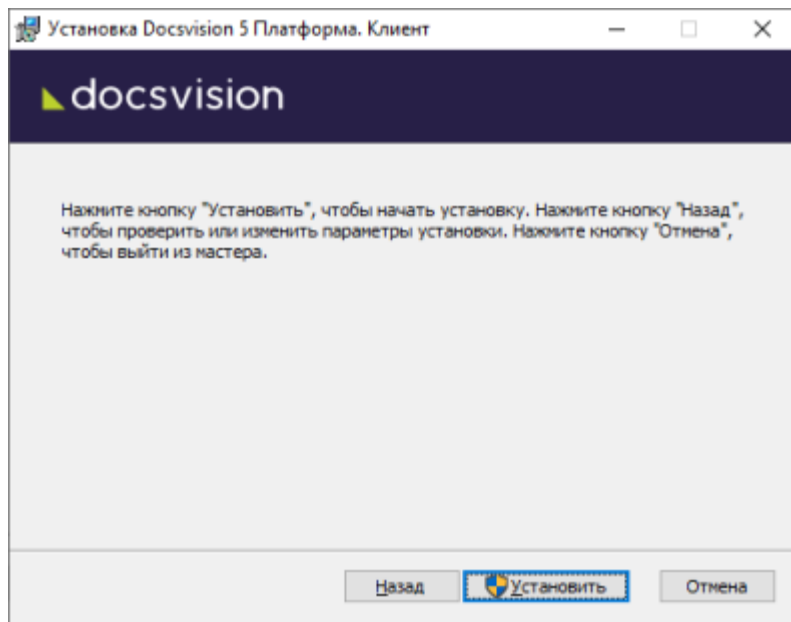 Установка Docsvision 5 Платформа. Клиент
docsvision
Нажмите кнопку "Установить", чтобы начать установку. Нажмите кнопку "Назад",
чтобы проверить или изменить параметры установки. Нажмите кнопку "Отмена",
чтобы выйти из мастера.
Назад Установить Отмена